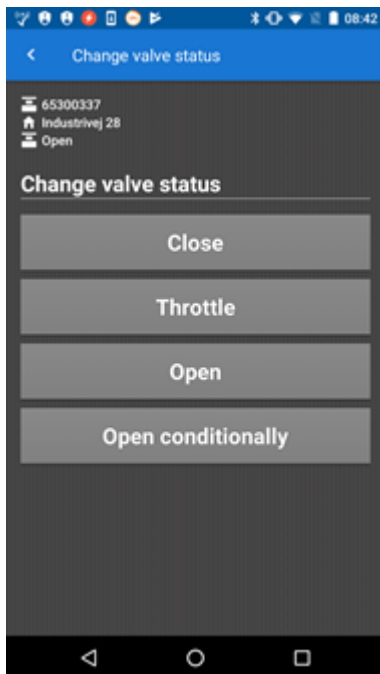 08:42
Change valve status
65300337
Industrivej 28
Open
Change valve status
Close
Throttle
Open
Open conditionally